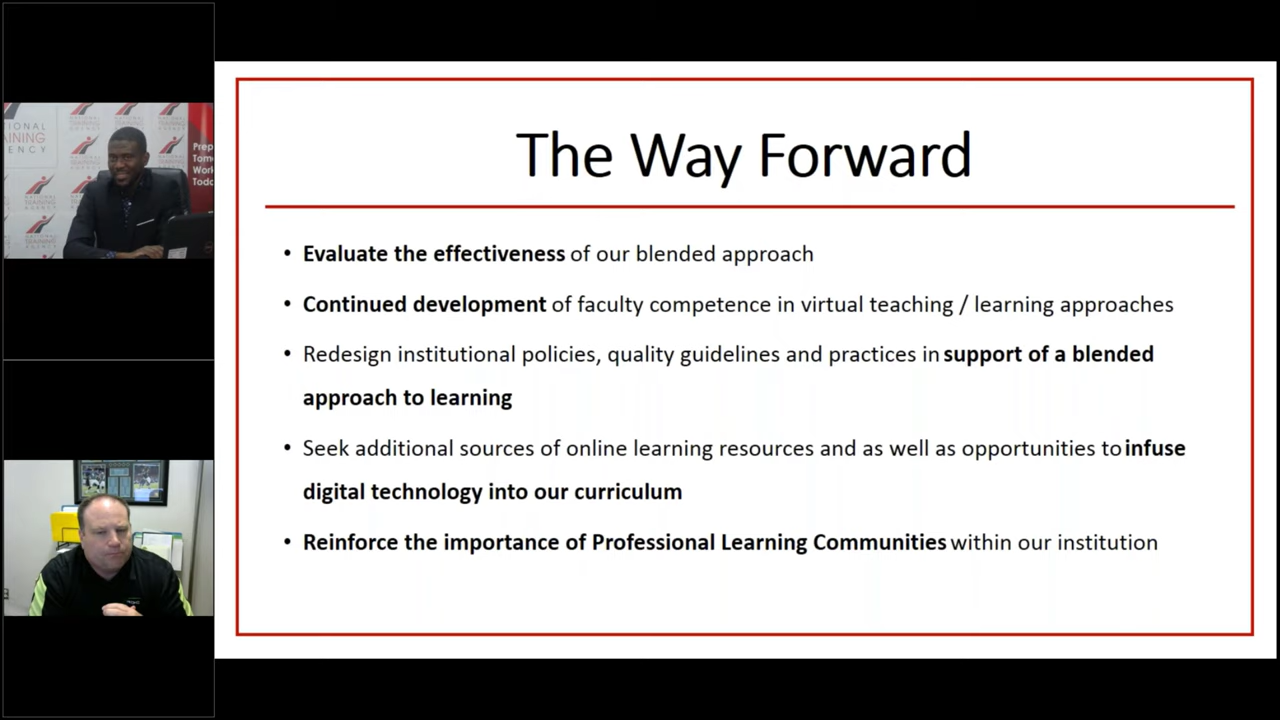 The Way Forward
• Evaluate the effectiveness of our blended approach
• Continued development of faculty competence in virtual teaching / learning approaches
• Redesign institutional policies, quality guidelines and practices in support of a blended
approach to learning
• Seek additional sources of online learning resources and as well as opportunities to infuse
digital technology into our curriculum
• Reinforce the importance of Professional Learning Communities within our institution
NATIONAL
TRAINING
AGENCY